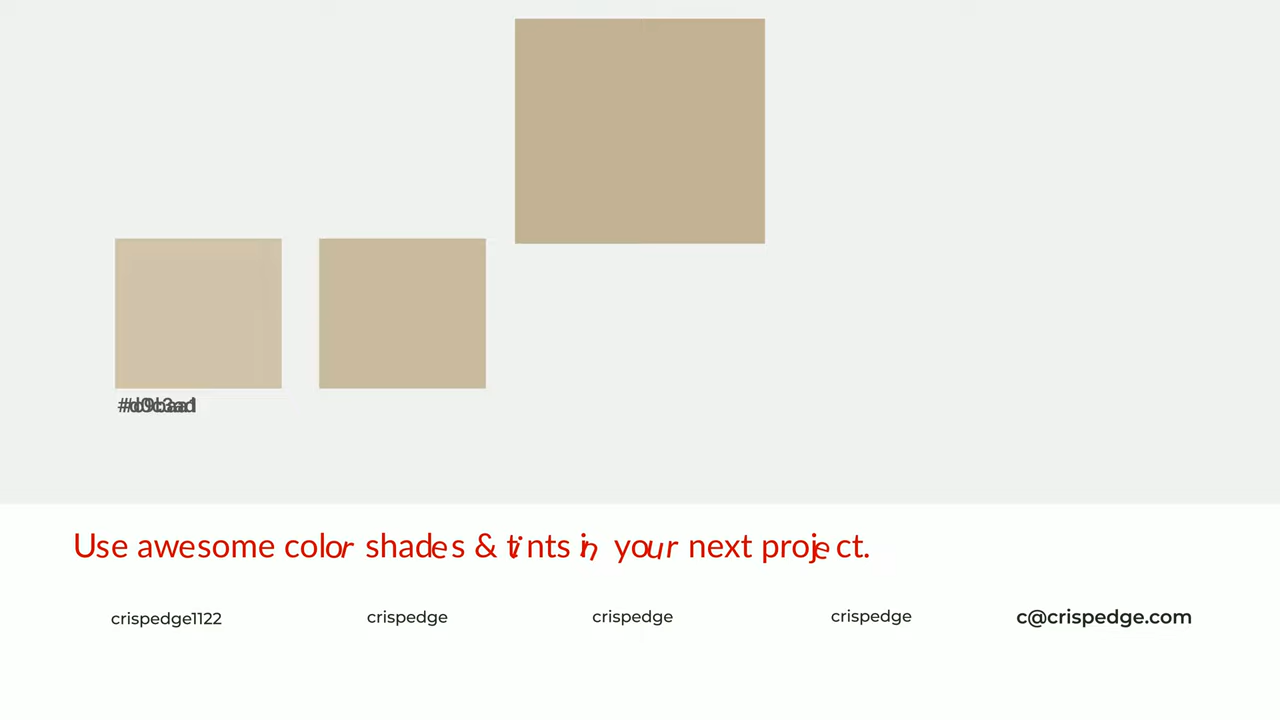 Use awesome color shades & tints in your next project.
crispedge1122 crispedge crispedge crispedge c@crispedge.com